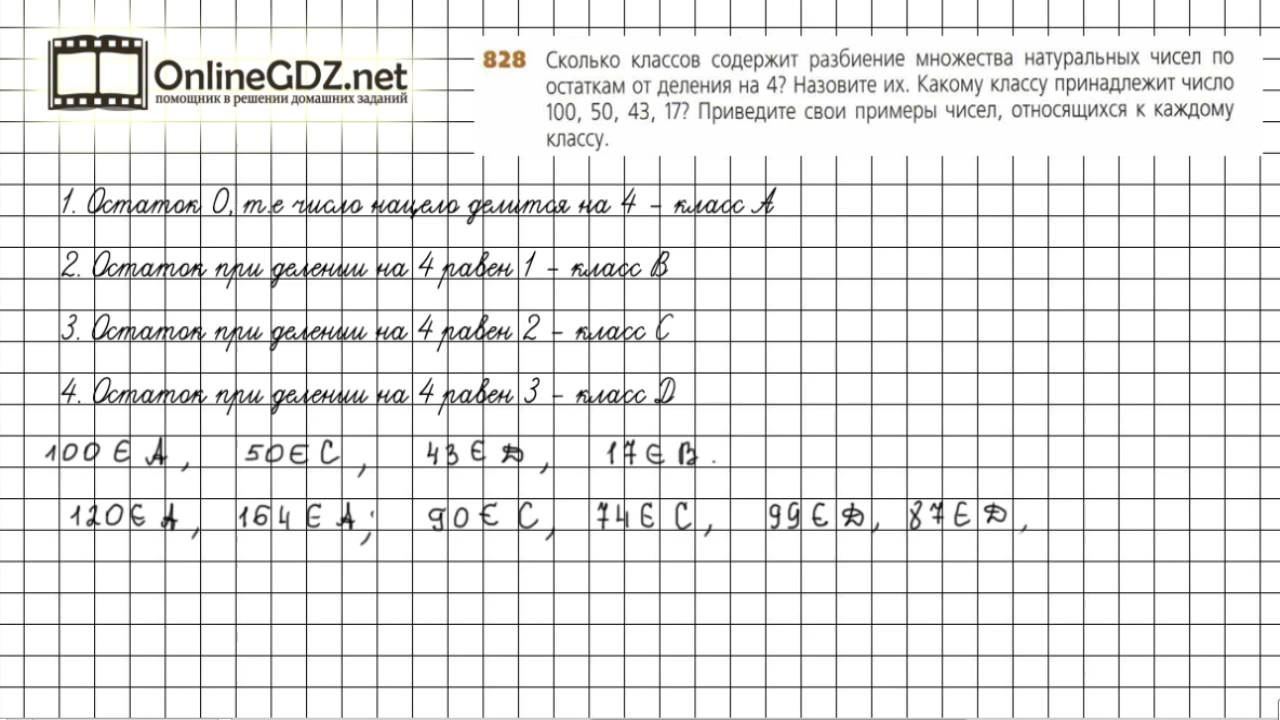 OnlineGDZ.net
помощник в решении домашних заданий
828 Сколько классов содержит разбиение множества натуральных чисел по
остаткам от деления на 4? Назовите их. Какому классу принадлежит число
100, 50, 43, 17? Приведите свои примеры чисел, относящихся к каждому
классу.
1. Остаток 0, т.е число нацело делится на 4 - класс А
2. Остаток при делении на 4 равен 1 - класс В
3. Остаток при делении на 4 равен 2 - класс С
4. Остаток при делении на 4 равен 3 - класс D
100 ∈ A, 50 ∈ C, 43 ∈ D, 17 ∈ B.
120 ∈ A, 164 ∈ A; 90 ∈ C, 74 ∈ C, 99 ∈ D, 87 ∈ D,